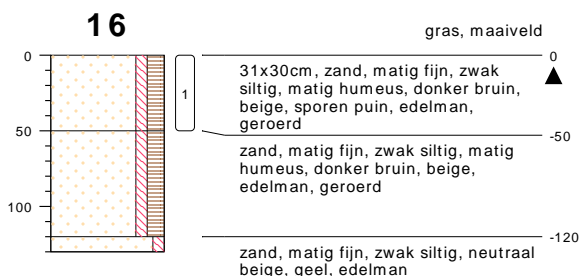 16
gras, maaiveld
0
0
1
31x30cm, zand, matig fijn, zwak
siltig, matig humeus, donker bruin,
beige, sporen puin, edelman,
geroerd
50
-50
zand, matig fijn, zwak siltig, matig
humeus, donker bruin, beige,
edelman, geroerd
100
-120
zand, matig fijn, zwak siltig, neutraal
beige, geel, edelman